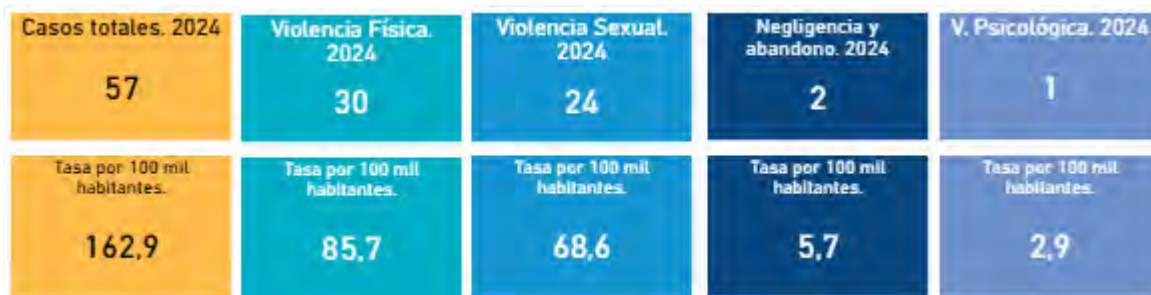 Casos totales. 2024
57
Violencia Física.
2024
30
Violencia Sexual.
2024
24
Negligencia y
abandono. 2024
2
V. Psicológica. 2024
1
Tasa por 100 mil
habitantes.
162,9
Tasa por 100 mil
habitantes.
85,7
Tasa por 100 mil
habitantes.
68,6
Tasa por 100 mil
habitantes.
5,7
Tasa por 100 mil
habitantes.
2,9